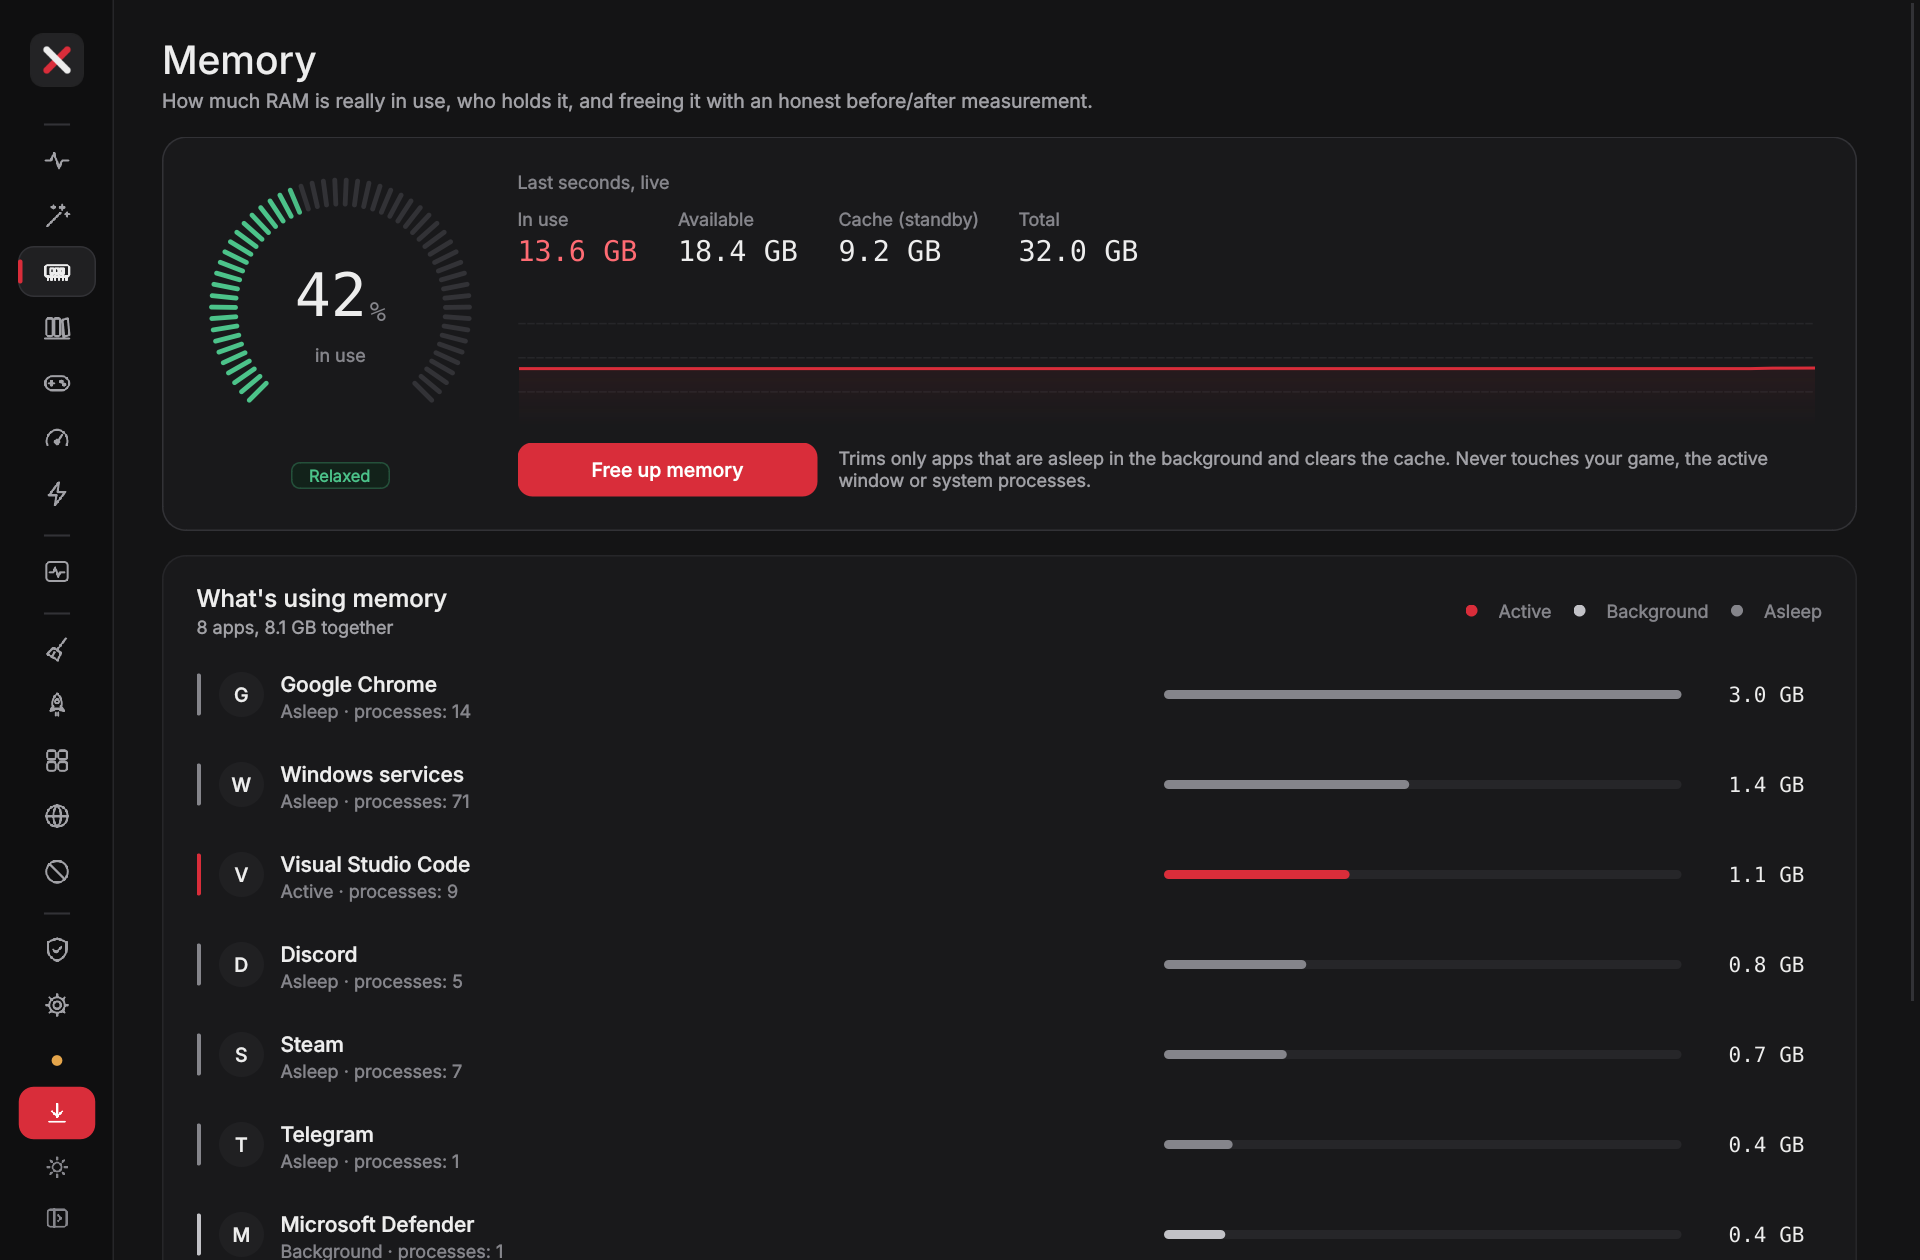 Memory
How much RAM is really in use, who holds it, and freeing it with an honest before/after measurement.
42%
in use
Relaxed
Last seconds, live
In use
13.6 GB
Available
18.4 GB
Cache (standby)
9.2 GB
Total
32.0 GB
Free up memory
Trims only apps that are asleep in the background and clears the cache. Never touches your game, the active
window or system processes.
What's using memory
8 apps, 8.1 GB together
Active
Background
Asleep
G
Google Chrome
Asleep · processes: 14
3.0 GB
W
Windows services
Asleep · processes: 71
1.4 GB
V
Visual Studio Code
Active · processes: 9
1.1 GB
D
Discord
Asleep · processes: 5
0.8 GB
S
Steam
Asleep · processes: 7
0.7 GB
T
Telegram
Asleep · processes: 1
0.4 GB
M
Microsoft Defender
Background · processes: 1
0.4 GB